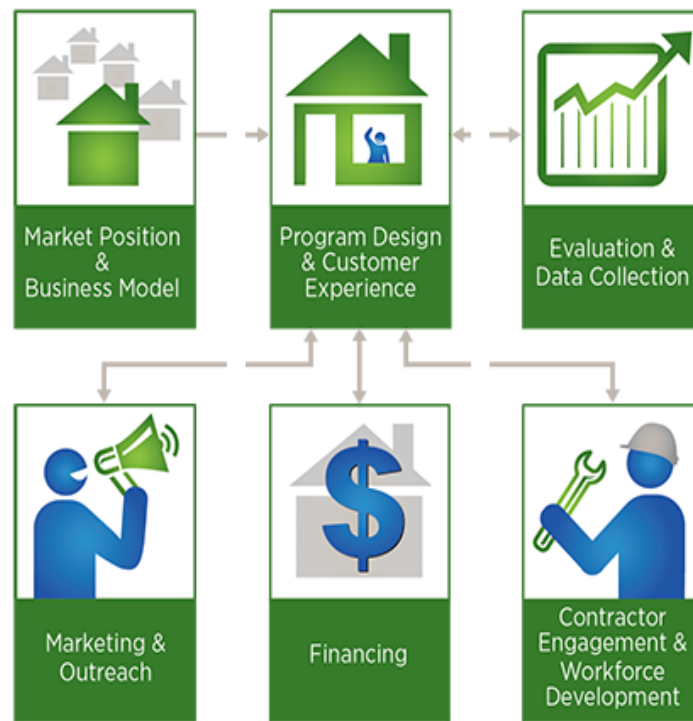 Market Position
&
Business Model
Program Design
& Customer
Experience
Evaluation &
Data Collection
$
Marketing &
Outreach
Financing
Contractor
Engagement &
Workforce
Development